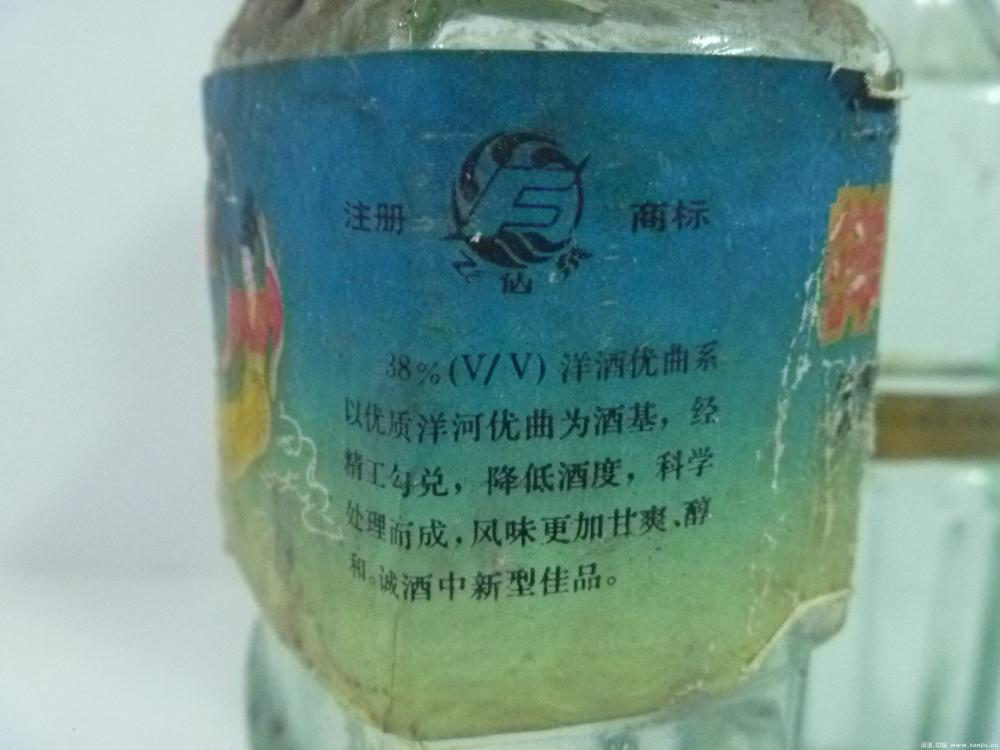 注册 商标
仙
38%(V/V) 洋酒优曲系
以优质洋河优曲为酒基，经
精工勾兑，降低酒度，科学
处理而成，风味更加甘爽、醇
和。诚酒中新型佳品。